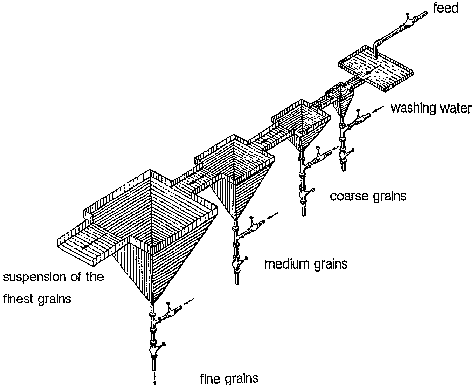 feed
washing water
coarse grains
medium grains
suspension of the
finest grains
fine grains